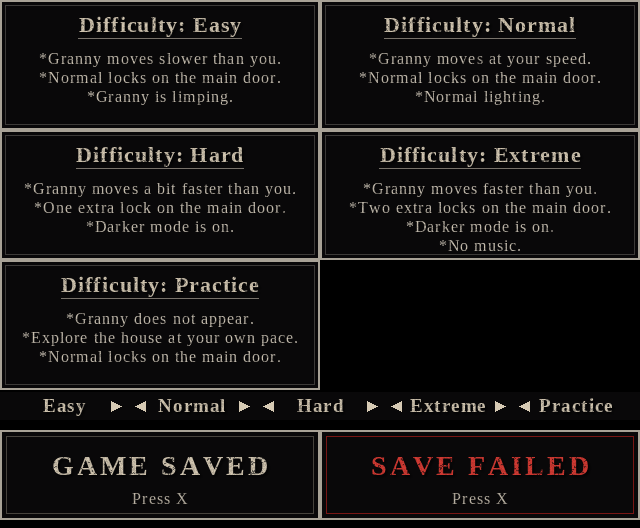 Difficulty: Easy
*Granny moves slower than you.
*Normal locks on the main door.
*Granny is limping.
Difficulty: Normal
*Granny moves at your speed.
*Normal locks on the main door.
*Normal lighting.
Difficulty: Hard
*Granny moves a bit faster than you.
*One extra lock on the main door.
*Darker mode is on.
Difficulty: Extreme
*Granny moves faster than you.
*Two extra locks on the main door.
*Darker mode is on.
*No music.
Difficulty: Practice
*Granny does not appear.
*Explore the house at your own pace.
*Normal locks on the main door.
Easy Normal Hard Extreme Practice
GAME SAVED
Press X
SAVE FAILED
Press X